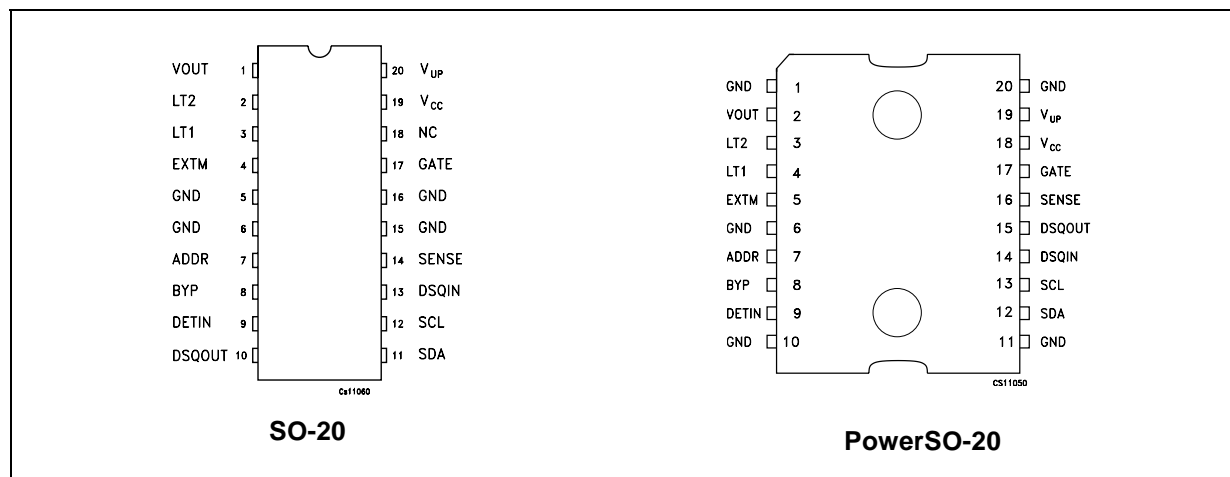 VOUT 1 20 VUP
LT2 2 19 VCC
LT1 3 18 NC
EXTM 4 17 GATE
GND 5 16 GND
GND 6 15 GND
ADDR 7 14 SENSE
BYP 8 13 DSQIN
DETIN 9 12 SCL
DSQOUT 10 11 SDA
Cs11060
SO-20
GND 1 20 GND
VOUT 2 19 VUP
LT2 3 18 VCC
LT1 4 17 GATE
EXTM 5 16 SENSE
GND 6 15 DSQOUT
ADDR 7 14 DSQIN
BYP 8 13 SCL
DETIN 9 12 SDA
GND 10 11 GND
CS11050
PowerSO-20